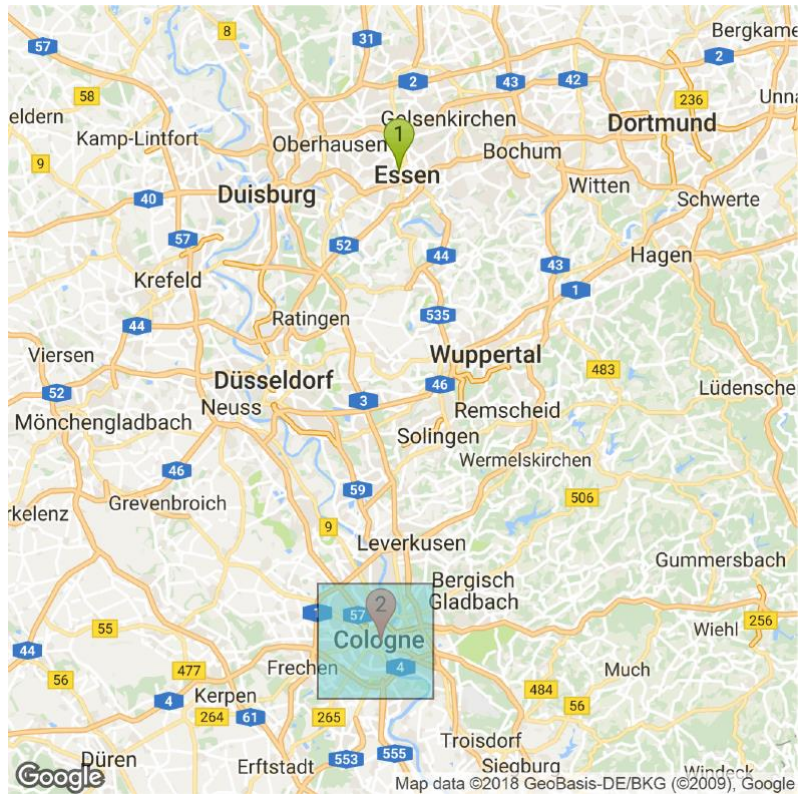 57
8
31
Bergkame
2
2
43
42
58
236
Unna
eldern
Gelsenkirchen
1
Dortmund
Kamp-Lintfort
Oberhausen
Bochum
9
Essen
Witten
Duisburg
40
Schwerte
57
52
44
43
Hagen
Krefeld
1
535
Ratingen
44
Viersen
Wuppertal
483
Düsseldorf
46
52
3
Lüdensche
Neuss
Remscheid
Mönchengladbach
Solingen
46
Wermelskirchen
59
506
Grevenbroich
rkelenz
9
Leverkusen
Gummersbach
Bergisch
Gladbach
2
57
1
55
256
Wiehl
Cologne
44
Frechen
4
477
Much
56
484
Kerpen
4
264
61
265
56
Troisdorf
553
555
Düren
Erftstadt
Siegburg
Windeck
Google
Map data ©2018 GeoBasis-DE/BKG (©2009), Google